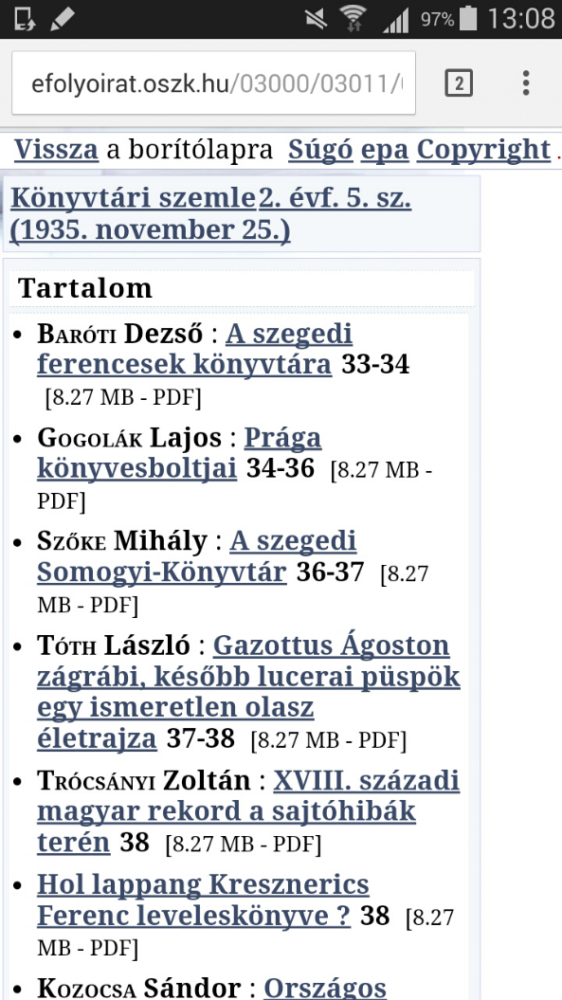 97% 13:08
efolyoirat.oszk.hu/03000/03011/ 2
Vissza a borítólapra Súgó epa Copyright .
Könyvtári szemle2. évf. 5. sz.
(1935. november 25.)
Tartalom
• BARÓTI Dezső : A szegedi
ferencesek könyvtára 33-34
[8.27 MB - PDF]
• GOGOLÁK Lajos : Prága
könyvesboltjai 34-36 [8.27 MB -
PDF]
• SZŐKE Mihály : A szegedi
Somogyi-Könyvtár 36-37 [8.27
MB - PDF]
• TÓTH László : Gazottus Ágoston
zágrábi, később lucerai püspök
egy ismeretlen olasz
életrajza 37-38 [8.27 MB - PDF]
• TRÓCSÁNYI Zoltán : XVIII. századi
magyar rekord a sajtóhibák
terén 38 [8.27 MB - PDF]
• Hol lappang Kresznerics
Ferenc leveleskönyve ? 38 [8.27
MB - PDF]
• KOZOCSA Sándor : Országos